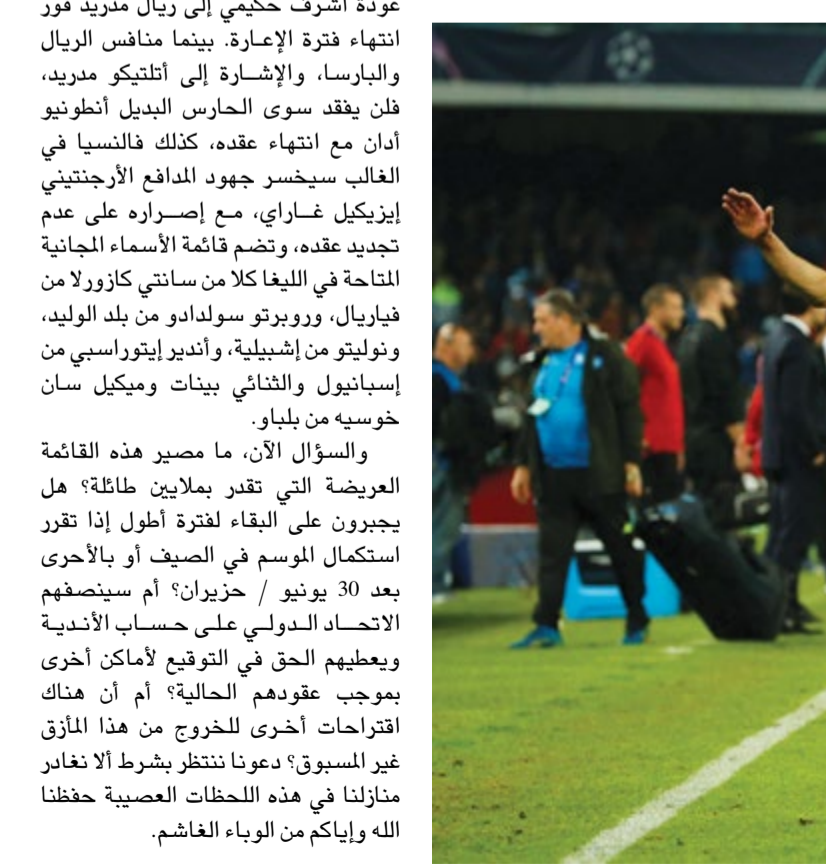 عودة أشرف حكيمي إلى ريال مدريد فور
انتهاء فترة الإعارة. بينما منافس الريال
والبارسا، والإشارة إلى أتلتيكو مدريد،
فلن يفقد سوى الحارس البديل أنطونيو
أدان مع انتهاء عقده، كذلك فالنسيا في
الغالب سيخسر جهود المدافع الأرجنتيني
إيزيكيل غاراي، مع إصراره على عدم
تجديد عقده، وتضم قائمة الأسماء المجانية
المتاحة في الليغا كلا من سانتي كازورلا من
فياريال، وروبرتو سولدادو من بلد الوليد،
ونوليتو من إشبيلية، وأندير إيتوراسبي من
إسبانيول والثنائي بينات وميكيل سان
خوسيه من بلباو.
والسؤال الآن، ما مصير هذه القائمة
العريضة التي تقدر بملايين طائلة؟ هل
يجبرون على البقاء لفترة أطول إذا تقرر
استكمال الموسم في الصيف أو بالأحرى
بعد 30 يونيو / حزيران؟ أم سينصفهم
الاتحاد الدولي على حساب الأندية
ويعطيهم الحق في التوقيع لأماكن أخرى
بموجب عقودهم الحالية؟ أم أن هناك
اقتراحات أخرى للخروج من هذا المأزق
غير المسبوق؟ دعونا ننتظر بشرط ألا نغادر
منازلنا في هذه اللحظات العصيبة حفظنا
الله وإياكم من الوباء الغاشم.